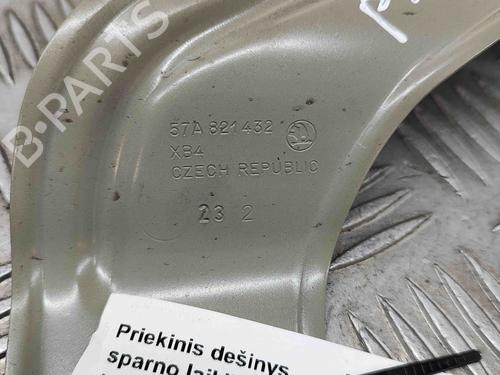 B-PARTS
57A 821 432
XB4
CZECH REPUBLIC
23 2
Priekinis dešinys
sparno